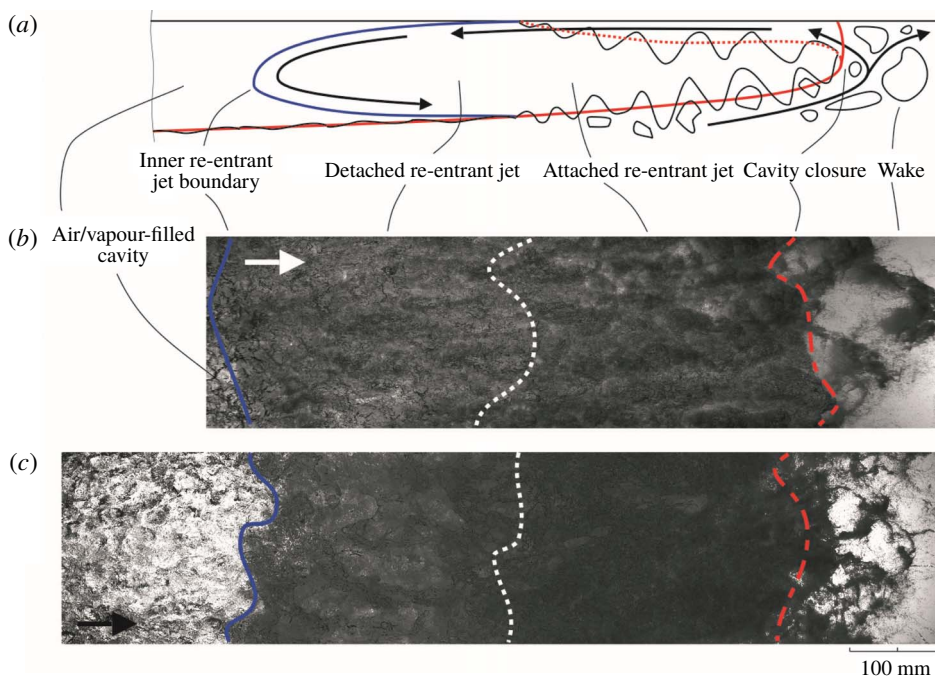 (a)
Inner re-entrant
jet boundary
Detached re-entrant jet
Attached re-entrant jet
Cavity closure
Wake
Air/vapour-filled
cavity
(b)
(c)
100 mm